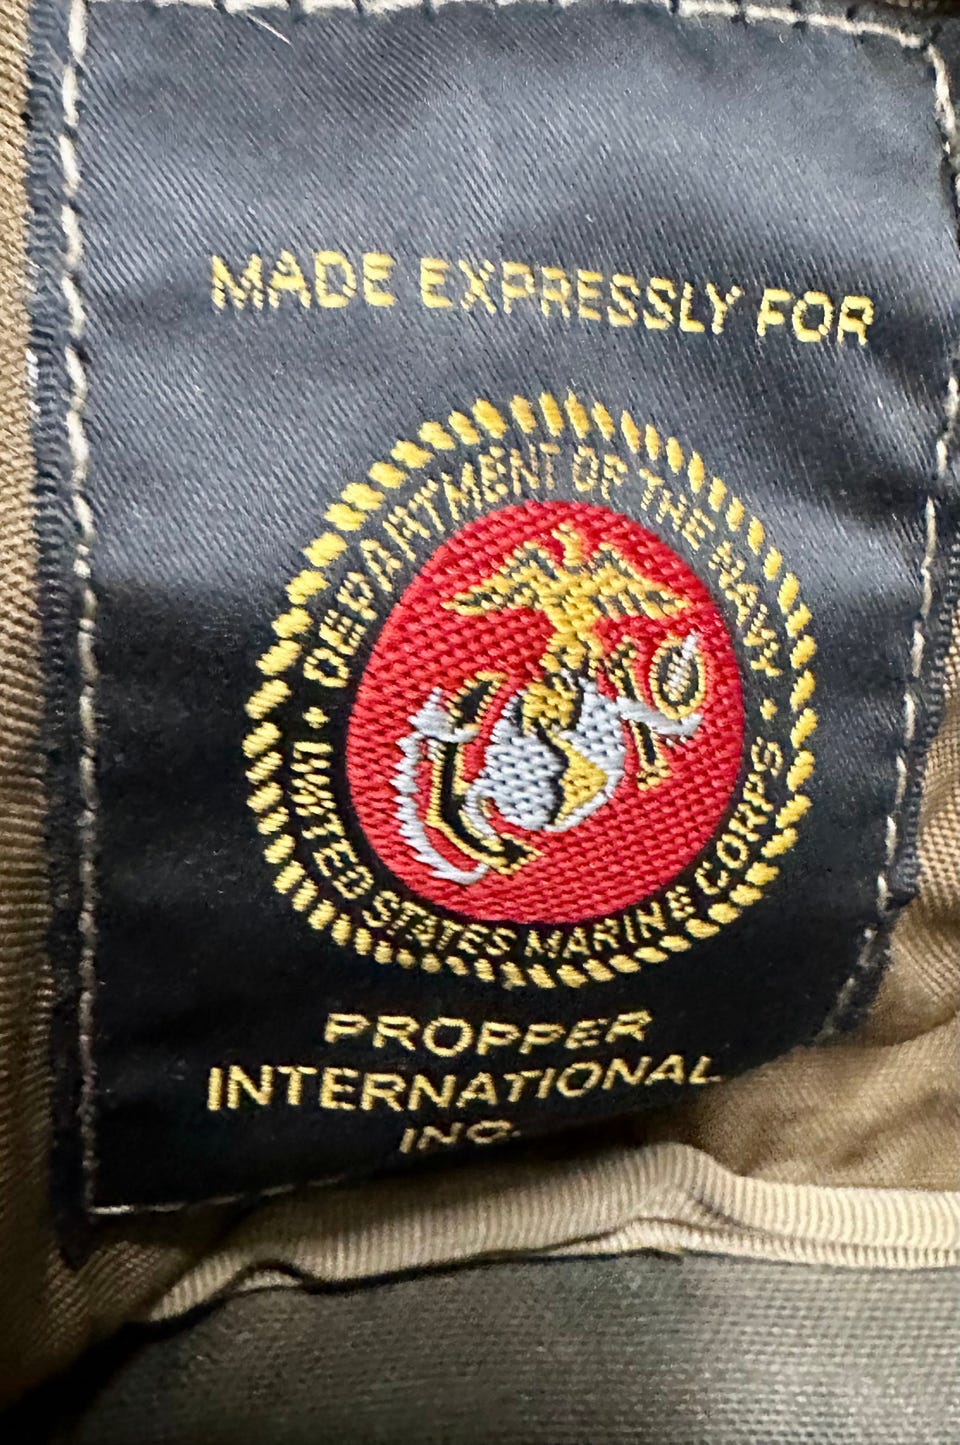 MADE EXPRESSLY FOR
DEPARTMENT OF THE NAVY
UNITED STATES MARINE CORPS
PROPPER
INTERNATIONAL
INC.